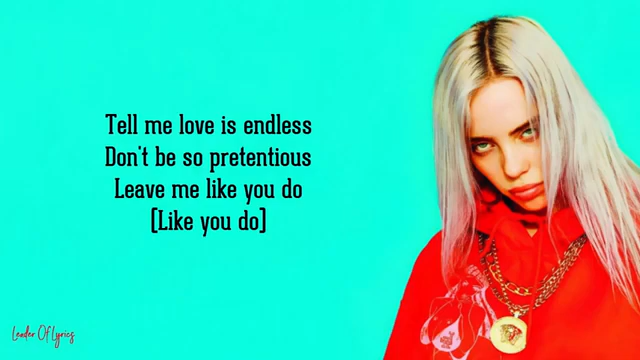 Tell me love is endless
Don't be so pretentious
Leave me like you do
(Like you do)
Leader Of Lyrics